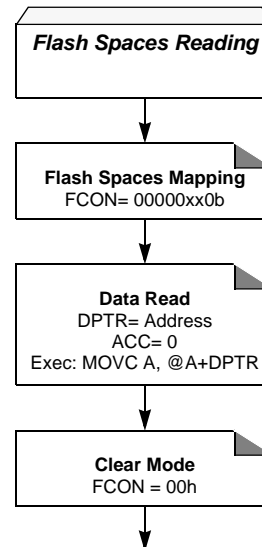 Flash Spaces Reading
Flash Spaces Mapping
FCON= 00000xx0b
Data Read
DPTR= Address
ACC= 0
Exec: MOVC A, @A+DPTR
Clear Mode
FCON = 00h